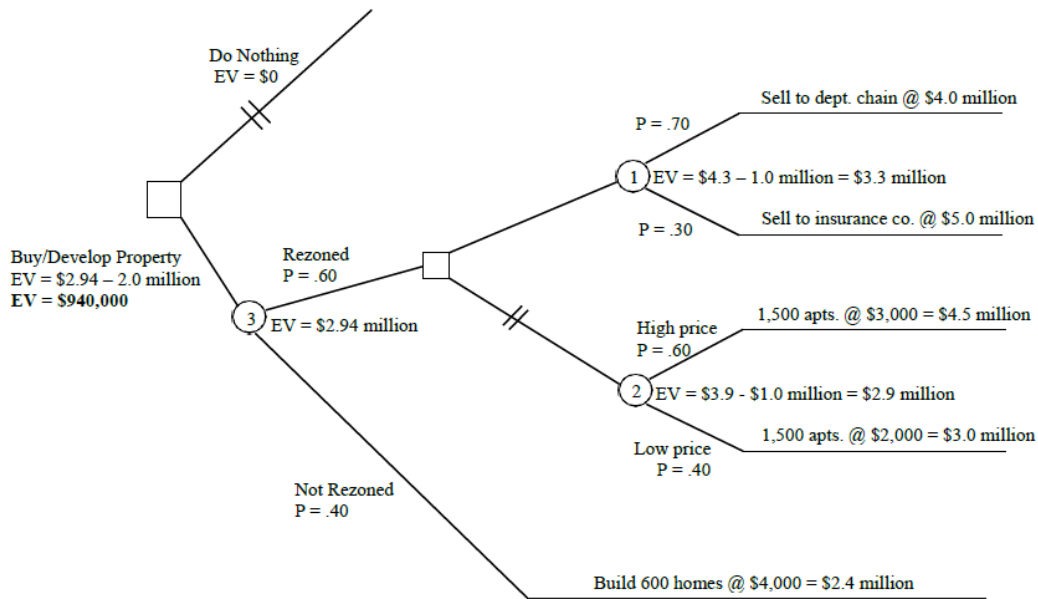 Do Nothing
EV = $0
Sell to dept. chain @ $4.0 million
P = .70
1
EV = $4.3 – 1.0 million = $3.3 million
Sell to insurance co. @ $5.0 million
P = .30
Buy/Develop Property
EV = $2.94 – 2.0 million
EV = $940,000
Rezoned
P = .60
3
EV = $2.94 million
1,500 apts. @ $3,000 = $4.5 million
High price
P = .60
2
EV = $3.9 - $1.0 million = $2.9 million
1,500 apts. @ $2,000 = $3.0 million
Low price
P = .40
Not Rezoned
P = .40
Build 600 homes @ $4,000 = $2.4 million